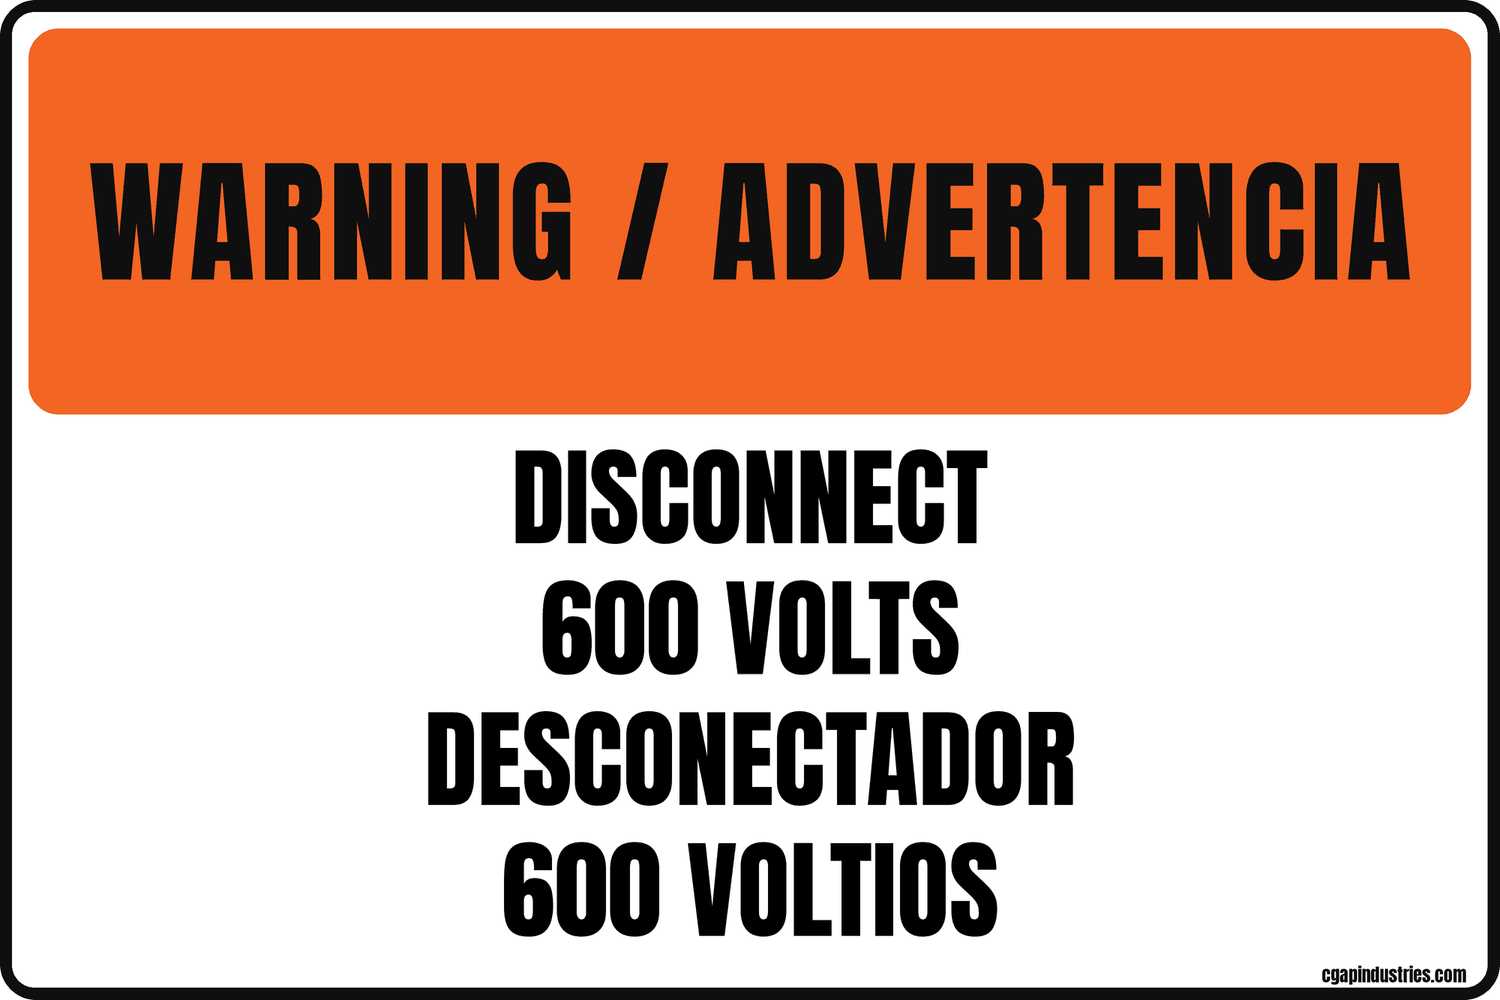 WARNING / ADVERTENCIA
DISCONNECT
600 VOLTS
DESCONECTADOR
600 VOLTIOS
cgapindustries.com